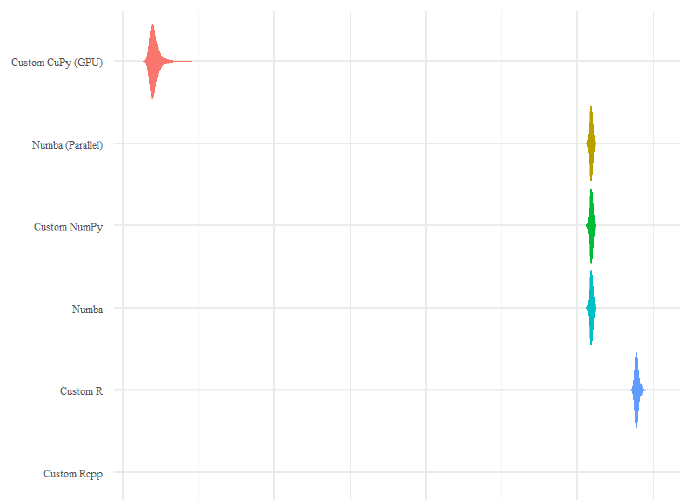 Custom CuPy (GPU)
Numba (Parallel)
Custom NumPy
Numba
Custom R
Custom Rcpp